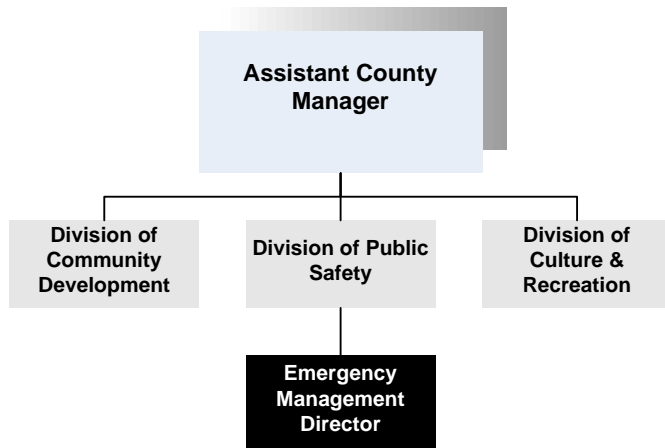 Assistant County
Manager
Division of
Community
Development
Division of Public
Safety
Division of
Culture &
Recreation
Emergency
Management
Director